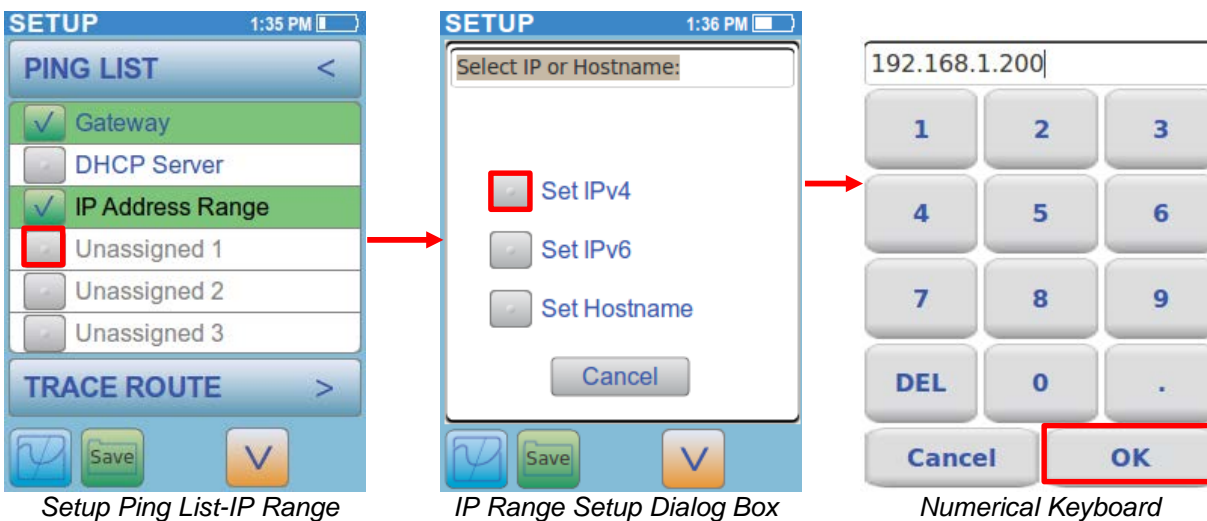 SETUP 1:35 PM
PING LIST <
Gateway
DHCP Server
IP Address Range
Unassigned 1
Unassigned 2
Unassigned 3
TRACE ROUTE >
Save
V
Setup Ping List-IP Range
SETUP 1:36 PM
Select IP or Hostname:
Set IPv4
Set IPv6
Set Hostname
Cancel
Save
V
IP Range Setup Dialog Box
192.168.1.200
1 2 3
4 5 6
7 8 9
DEL 0 .
Cancel OK
Numerical Keyboard